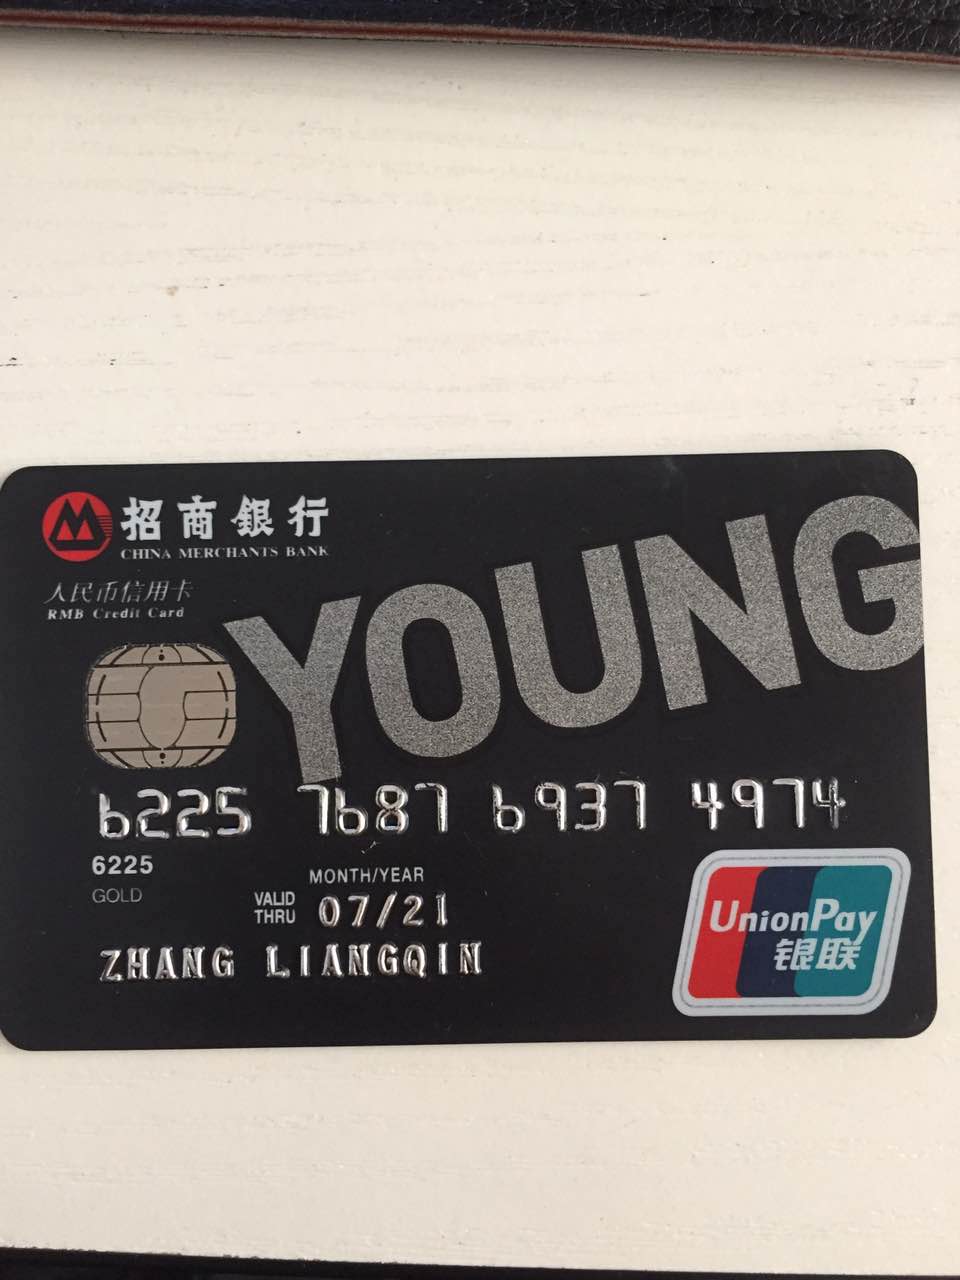 招商銀行
CHINA MERCHANTS BANK
人民币信用卡
RMB Credit Card
YOUNG
6225 7687 6937 4974
6225
GOLD
MONTH/YEAR
VALID
THRU 07/21
ZHANG LIANGQIN
UnionPay
银联